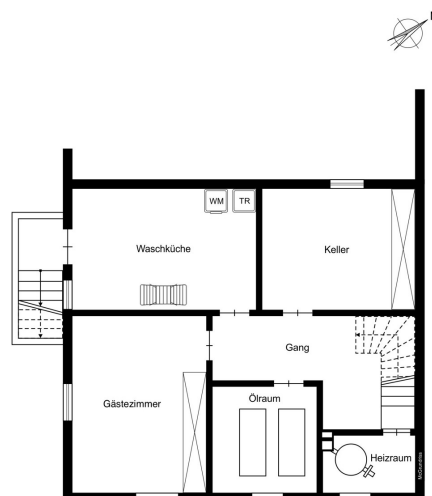 WM TR
Waschküche
Keller
Gang
Ölraum
Gästezimmer
Heizraum